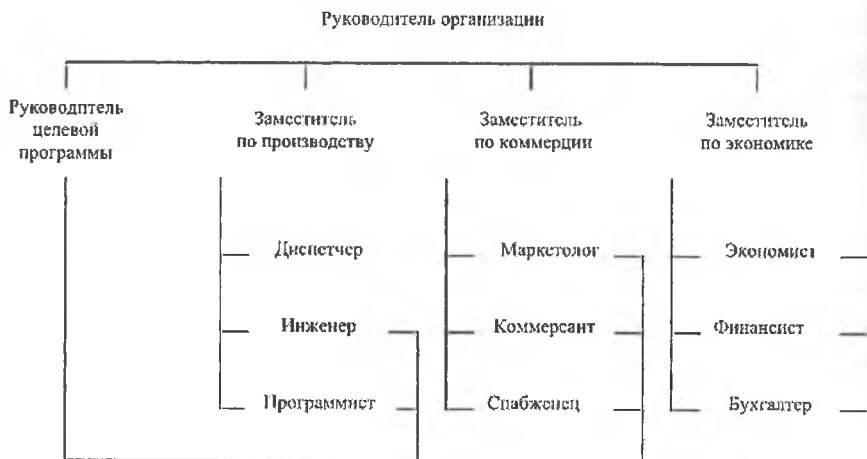 Руководитель организации
Руководитель
целевой
программы
Заместитель
по производству
Заместитель
по коммерции
Заместитель
по экономике
Диспетчер
Маркетолог
Экономист
Инженер
Коммерсант
Финансист
Программист
Снабженец
Бухгалтер